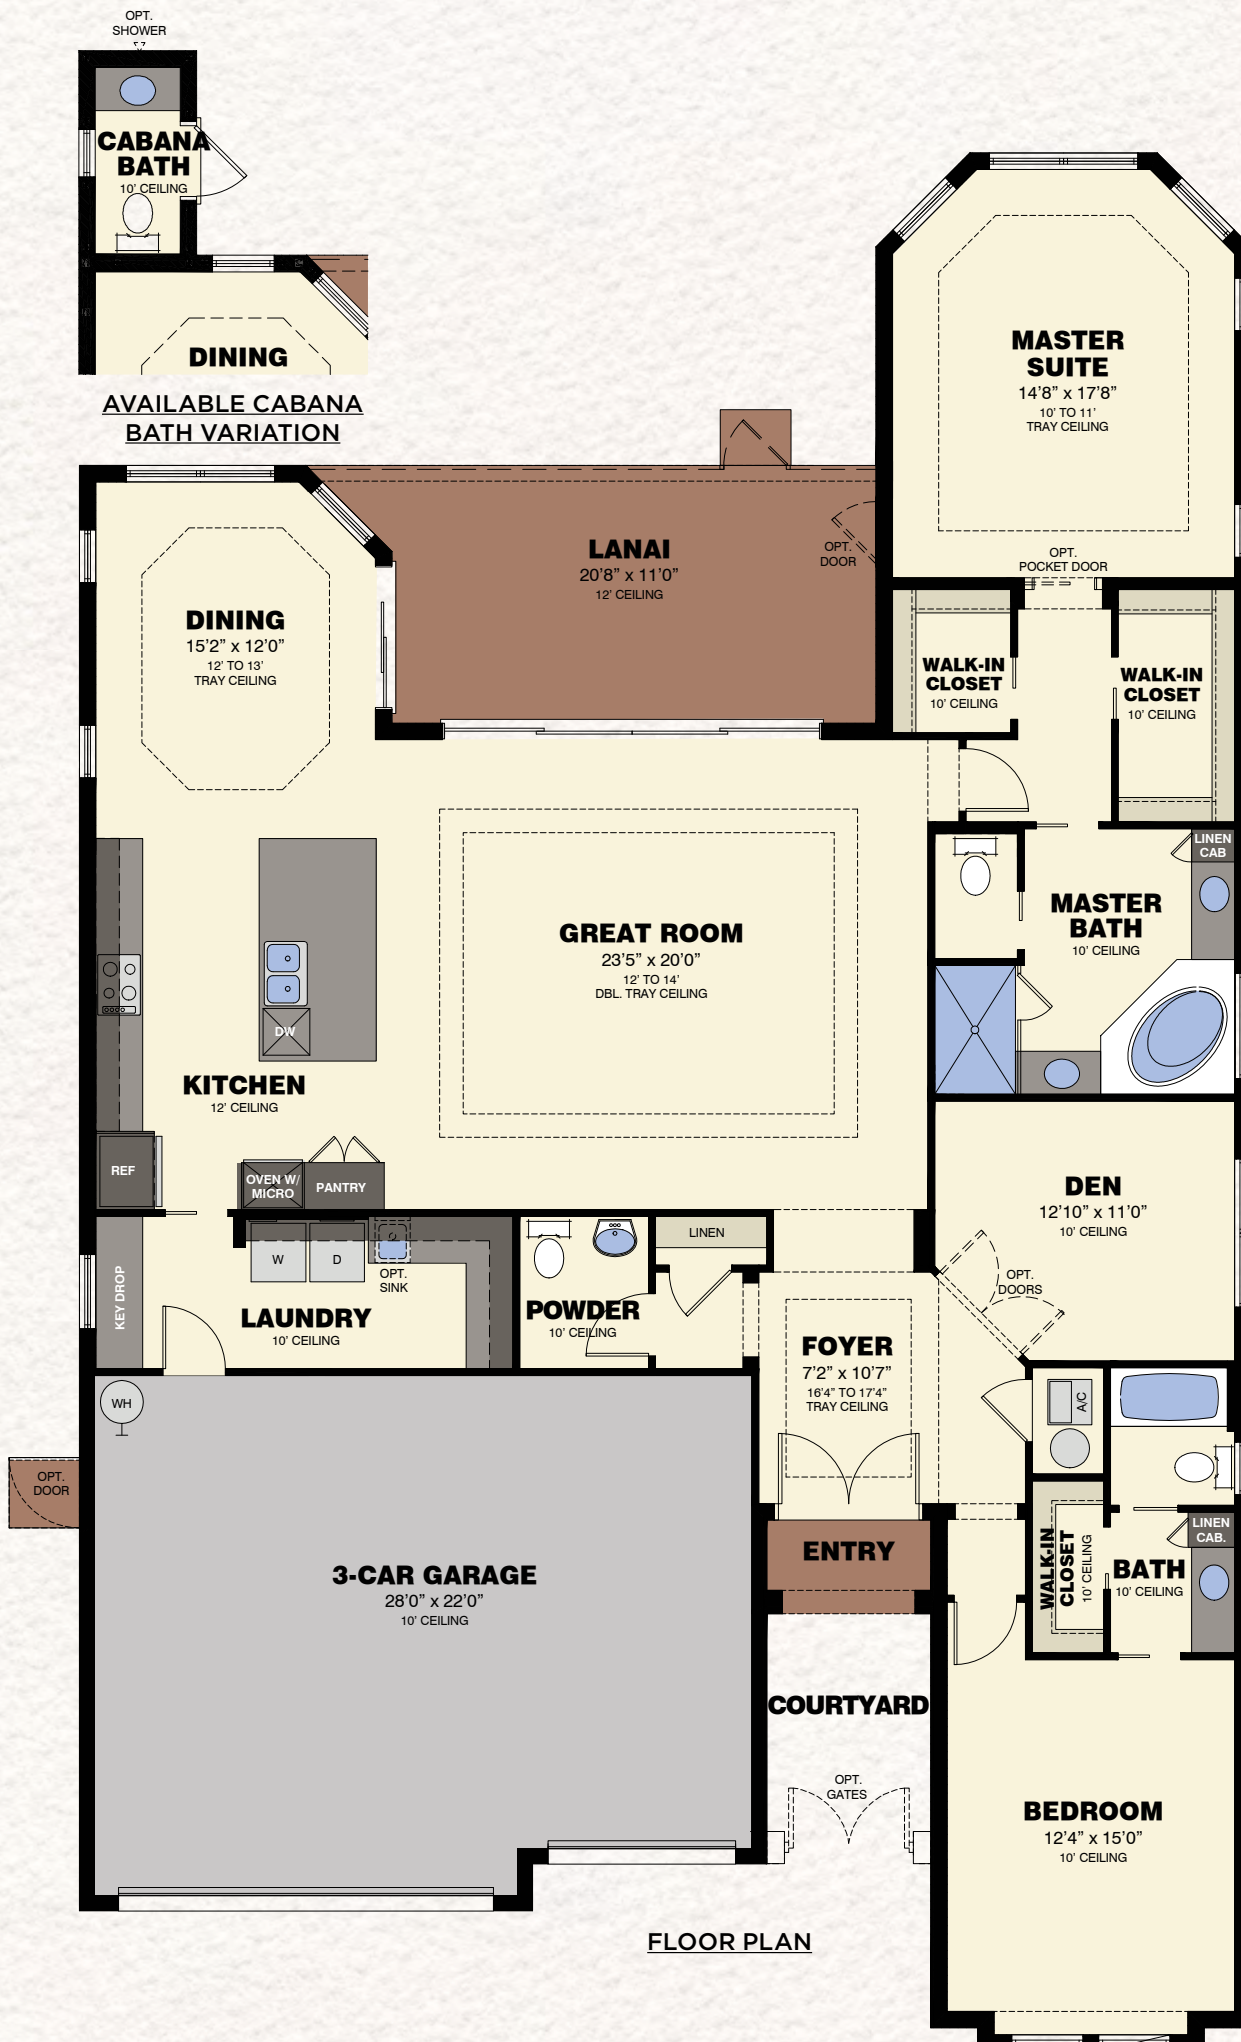 OPT.
SHOWER
CABANA
BATH
10' CEILING
DINING
AVAILABLE CABANA
BATH VARIATION
MASTER
SUITE
14'8" x 17'8"
10' TO 11'
TRAY CEILING
OPT.
POCKET DOOR
LANAI
20'8" x 11'0"
12' CEILING
OPT.
DOOR
DINING
15'2" x 12'0"
12' TO 13'
TRAY CEILING
WALK-IN
CLOSET
10' CEILING
WALK-IN
CLOSET
10' CEILING
LINEN
CAB
MASTER
BATH
10' CEILING
GREAT ROOM
23'5" x 20'0"
12' TO 14'
DBL. TRAY CEILING
DW
KITCHEN
12' CEILING
REF
OVEN W/
MICRO
PANTRY
DEN
12'10" x 11'0"
10' CEILING
OPT.
DOORS
KEY DROP
W
D
OPT.
SINK
LAUNDRY
10' CEILING
POWDER
10' CEILING
LINEN
FOYER
7'2" x 10'7"
16'4" TO 17'4"
TRAY CEILING
A/C
WH
OPT.
DOOR
3-CAR GARAGE
28'0" x 22'0"
10' CEILING
ENTRY
WALK-IN
CLOSET
10' CEILING
LINEN
CAB.
BATH
10' CEILING
COURTYARD
OPT.
GATES
BEDROOM
12'4" x 15'0"
10' CEILING
FLOOR PLAN